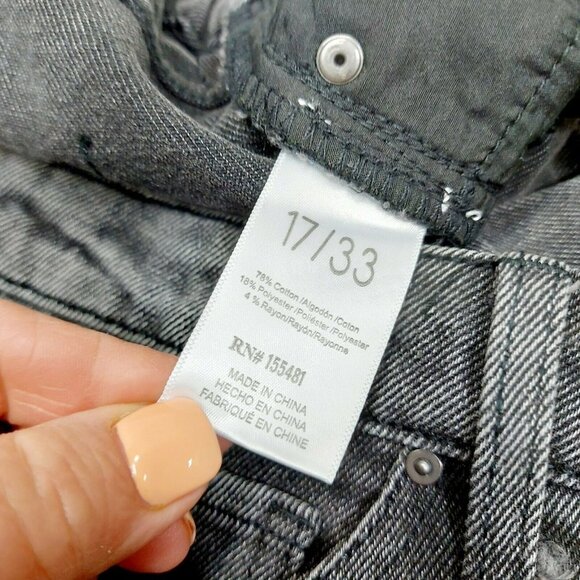 17/33
78% Cotton /Algodón /Coton
18% Polyester /Poliéster /Polyester
4 % Rayon/Rayón/Rayonne
RN# 155481
MADE IN CHINA
HECHO EN CHINA
FABRIQUÉ EN CHINE